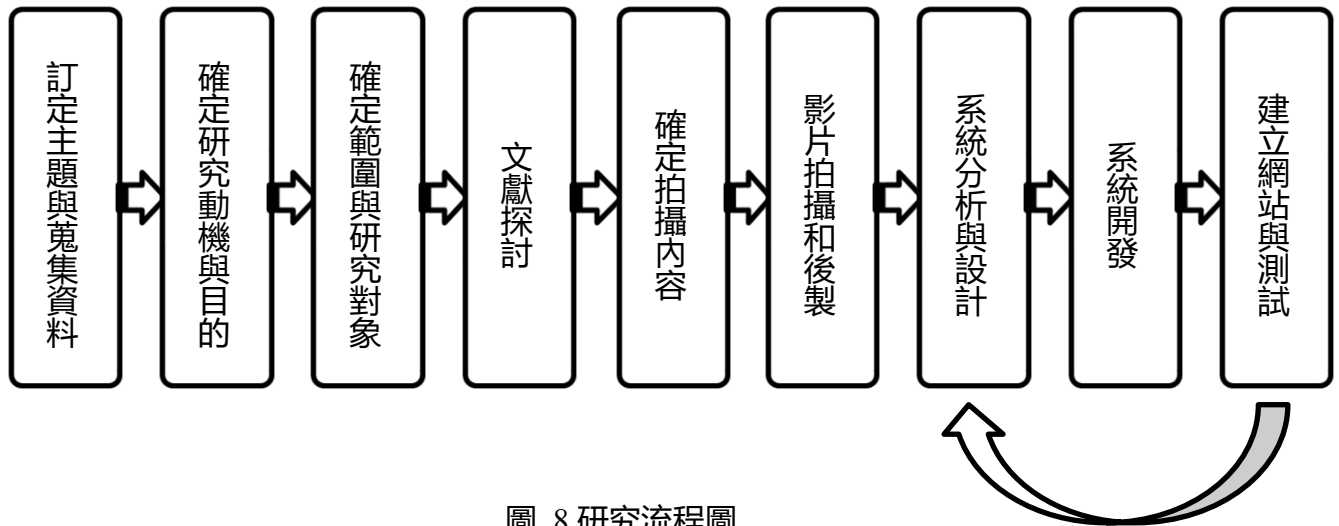 訂定主題與蒐集資料
確定研究動機與目的
確定範圍與研究對象
文獻探討
確定拍攝內容
影片拍攝和後製
系統分析與設計
系統開發
建立網站與測試
圖 8 研究流程圖